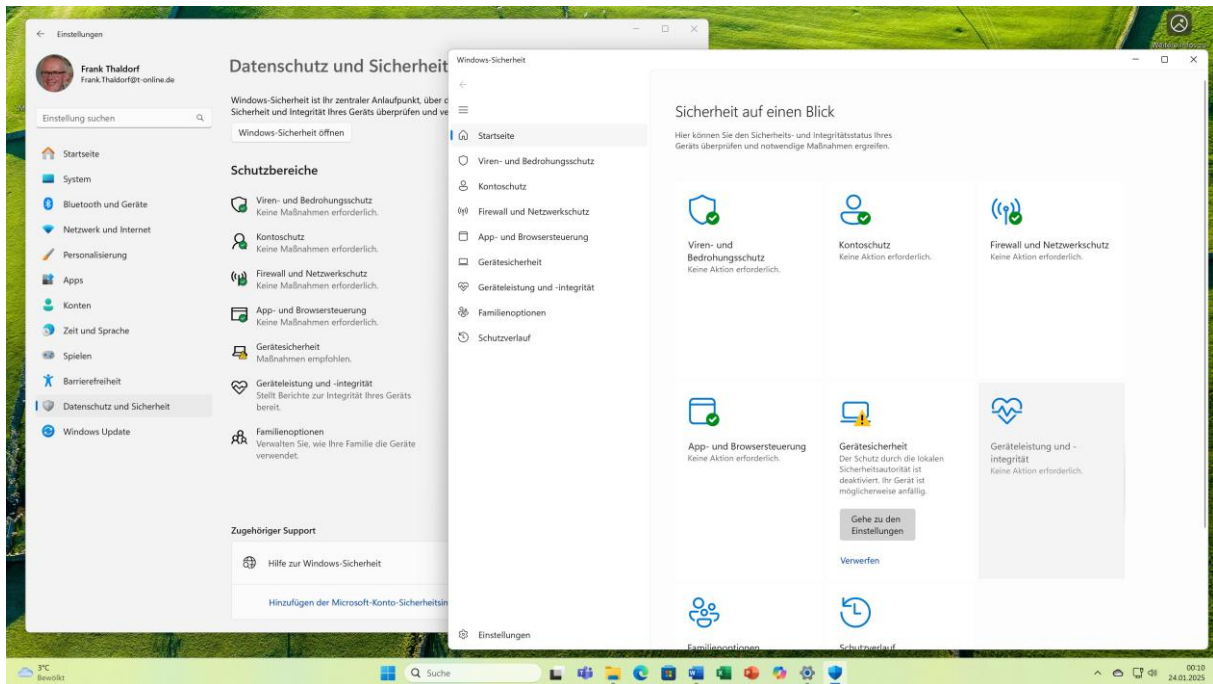 Einstellungen
Frank Thaldorf
Frank.Thaldorf@t-online.de
Einstellung suchen
Startseite
System
Bluetooth und Geräte
Netzwerk und Internet
Personalisierung
Apps
Konten
Zeit und Sprache
Spielen
Barrierefreiheit
Datenschutz und Sicherheit
Windows Update
Datenschutz und Sicherheit
Windows-Sicherheit ist Ihr zentraler Anlaufpunkt, über
Sicherheit und Integrität Ihres Geräts überprüfen und
Windows-Sicherheit öffnen
Schutzbereiche
Viren- und Bedrohungsschutz
Keine Maßnahmen erforderlich.
Kontoschutz
Keine Maßnahmen erforderlich.
Firewall und Netzwerkschutz
Keine Maßnahmen erforderlich.
App- und Browsersteuerung
Keine Maßnahmen erforderlich.
Gerätesicherheit
Maßnahmen empfohlen.
Geräteleistung und -integrität
Stellt Berichte zur Integrität Ihres Geräts
bereit.
Familienoptionen
Verwalten Sie, wie Ihre Familie die Geräte
verwendet.
Zugehöriger Support
Hilfe zur Windows-Sicherheit
Hinzufügen der Microsoft-Konto-Sicherheitsin
Windows-Sicherheit
Startseite
Viren- und Bedrohungsschutz
Kontoschutz
Firewall und Netzwerkschutz
App- und Browsersteuerung
Gerätesicherheit
Geräteleistung und -integrität
Familienoptionen
Schutzverlauf
Einstellungen
Sicherheit auf einen Blick
Hier können Sie den Sicherheits- und Integritätsstatus Ihres
Geräts überprüfen und notwendige Maßnahmen ergreifen.
Viren- und
Bedrohungsschutz
Keine Aktion erforderlich.
Kontoschutz
Keine Aktion erforderlich.
Firewall und Netzwerkschutz
Keine Aktion erforderlich.
App- und Browsersteuerung
Keine Aktion erforderlich.
Gerätesicherheit
Der Schutz durch die lokalen
Sicherheitsautorität ist
deaktiviert. Ihr Gerät ist
möglicherweise anfällig.
Gehe zu den
Einstellungen
Verwerfen
Geräteleistung und -
integrität
Keine Aktion erforderlich.
Familienoptionen
Schutzverlauf
3°C
Bewölkt
Suche
00:10
24.01.2025